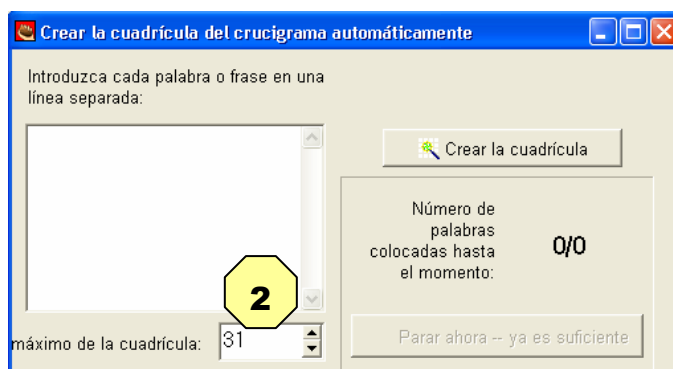 Crear la cuadrícula del crucigrama automáticamente
Introduzca cada palabra o frase en una
línea separada:
Crear la cuadrícula
Número de
palabras
colocadas hasta
el momento:
0/0
2
máximo de la cuadrícula:
31
Parar ahora -- ya es suficiente